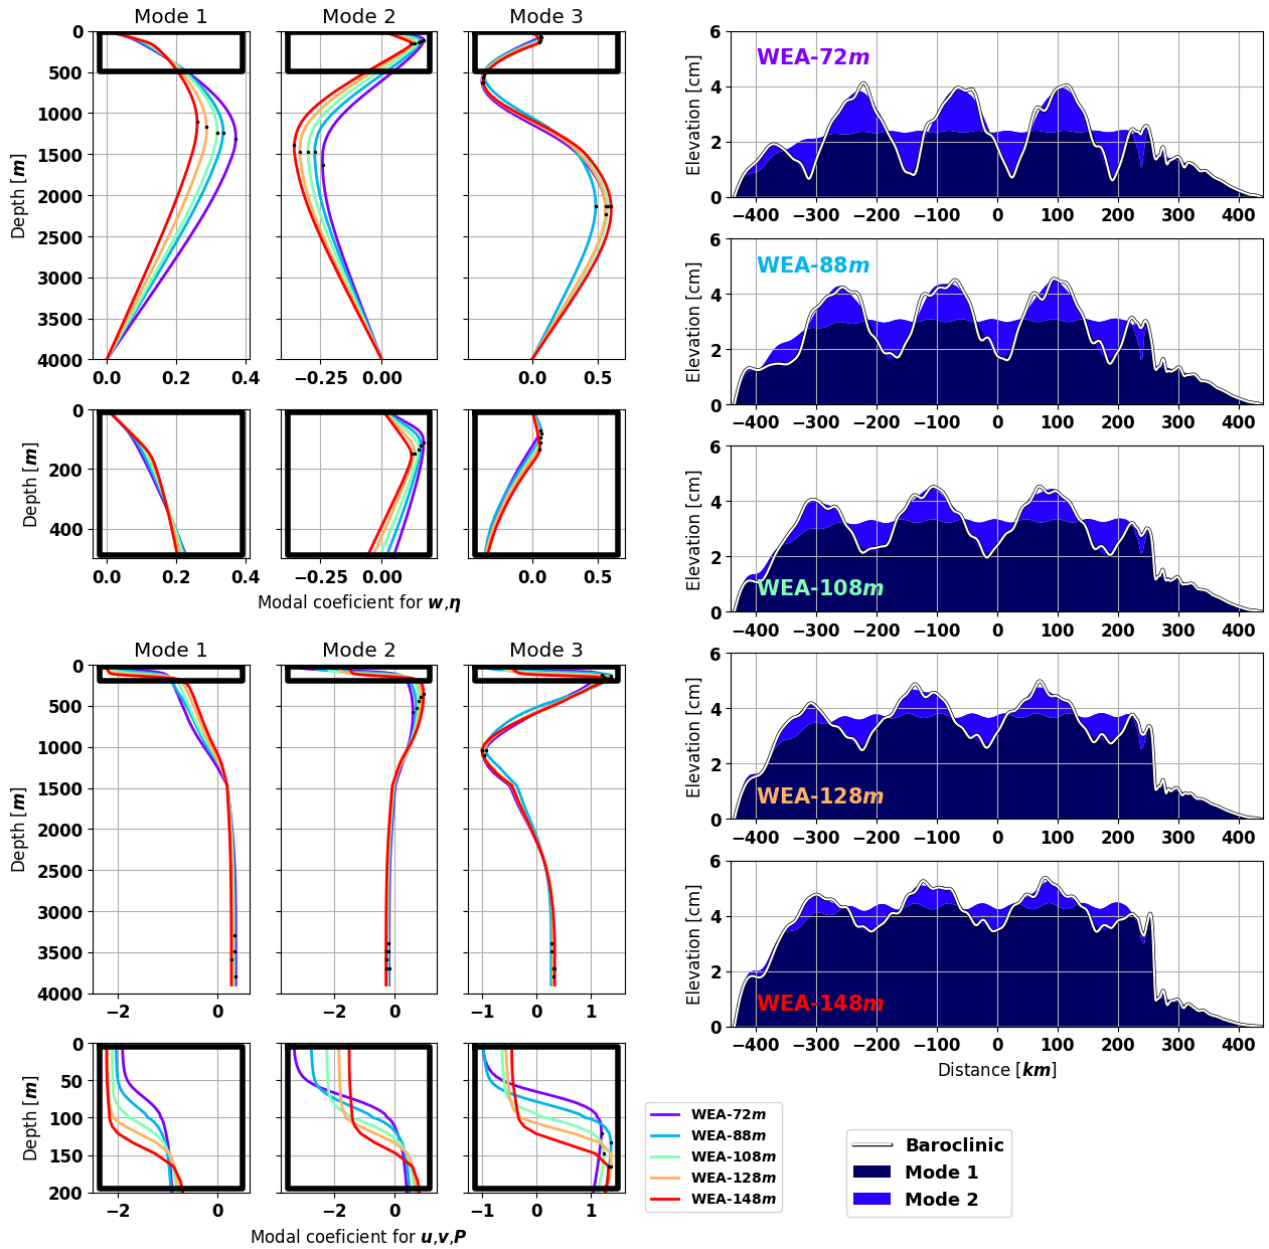 Mode 1 Mode 2 Mode 3
0
500
1000
1500
2000
2500
3000
3500
4000
Depth [m]
0.0 0.2 0.4 −0.25 0.00 0.0 0.5
0
200
400
Depth [m]
0.0 0.2 0.4 −0.25 0.00 0.0 0.5
Modal coeficient for w,η
Mode 1 Mode 2 Mode 3
0
500
1000
1500
2000
2500
3000
3500
4000
Depth [m]
−2 0 −2 0 −1 0 1
0
50
100
150
200
Depth [m]
−2 0 −2 0 −1 0 1
Modal coeficient for u,v,P
WEA-72m
6
4
2
0
Elevation [cm]
−400 −300 −200 −100 0 100 200 300 400
WEA-88m
6
4
2
0
Elevation [cm]
−400 −300 −200 −100 0 100 200 300 400
6
4
2
0
Elevation [cm]
WEA-108m
−400 −300 −200 −100 0 100 200 300 400
6
4
2
0
Elevation [cm]
WEA-128m
−400 −300 −200 −100 0 100 200 300 400
6
4
2
0
Elevation [cm]
WEA-148m
−400 −300 −200 −100 0 100 200 300 400
Distance [km]
WEA-72m
WEA-88m
WEA-108m
WEA-128m
WEA-148m
Baroclinic
Mode 1
Mode 2